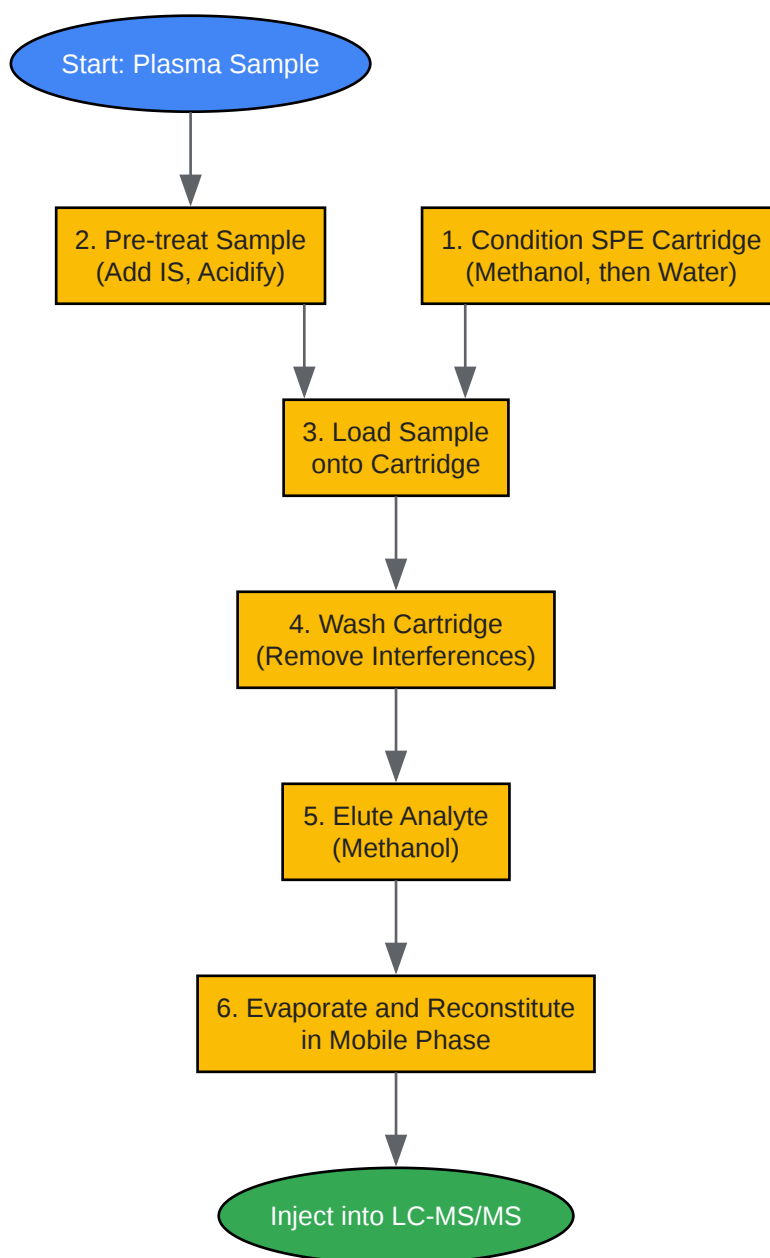 Start: Plasma Sample
2. Pre-treat Sample
(Add IS, Acidify)
1. Condition SPE Cartridge
(Methanol, then Water)
3. Load Sample
onto Cartridge
4. Wash Cartridge
(Remove Interferences)
5. Elute Analyte
(Methanol)
6. Evaporate and Reconstitute
in Mobile Phase
Inject into LC-MS/MS